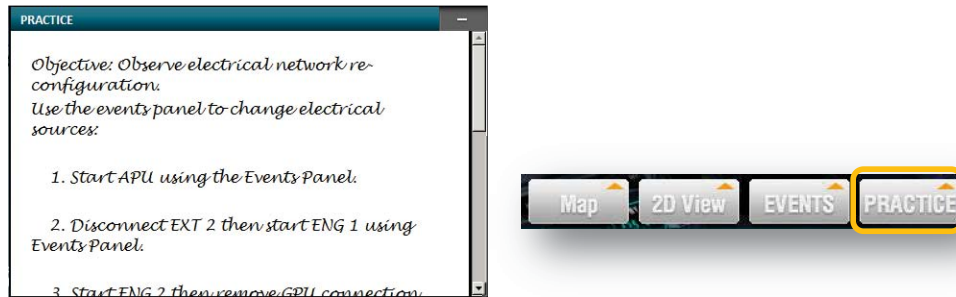 PRACTICE
Objective: Observe electrical network re-
configuration.
Use the events panel to change electrical
sources:
1. Start APU using the Events Panel.
2. Disconnect EXT 2 then start ENG 1 using
Events Panel.
3. Start ENG 2 then remove GPU connection
Map
2D View
EVENTS
PRACTICE